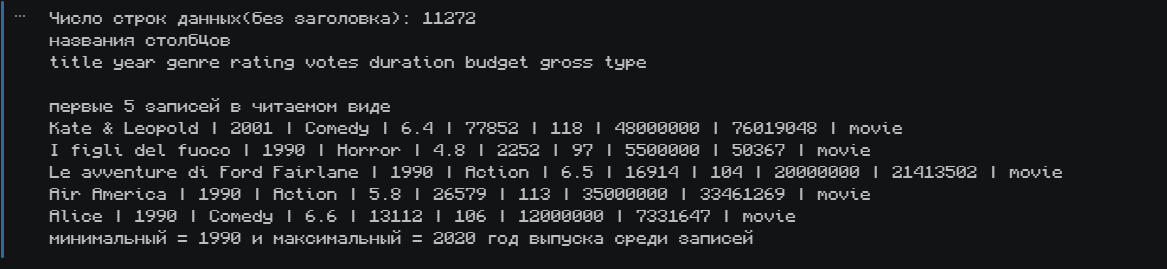 ...
Число строк данных(без заголовка): 11272
названия столбцов
title year genre rating votes duration budget gross type
первые 5 записей в читаемом виде
Kate & Leopold | 2001 | Comedy | 6.4 | 77852 | 118 | 48000000 | 76019048 | movie
I figli del fuoco | 1990 | Horror | 4.8 | 2252 | 97 | 5500000 | 50367 | movie
Le avventure di Ford Fairlane | 1990 | Action | 6.5 | 16914 | 104 | 20000000 | 21413502 | movie
Air America | 1990 | Action | 5.8 | 26579 | 113 | 35000000 | 33461269 | movie
Alice | 1990 | Comedy | 6.6 | 13112 | 106 | 12000000 | 7331647 | movie
минимальный = 1990 и максимальный = 2020 год выпуска среди записей